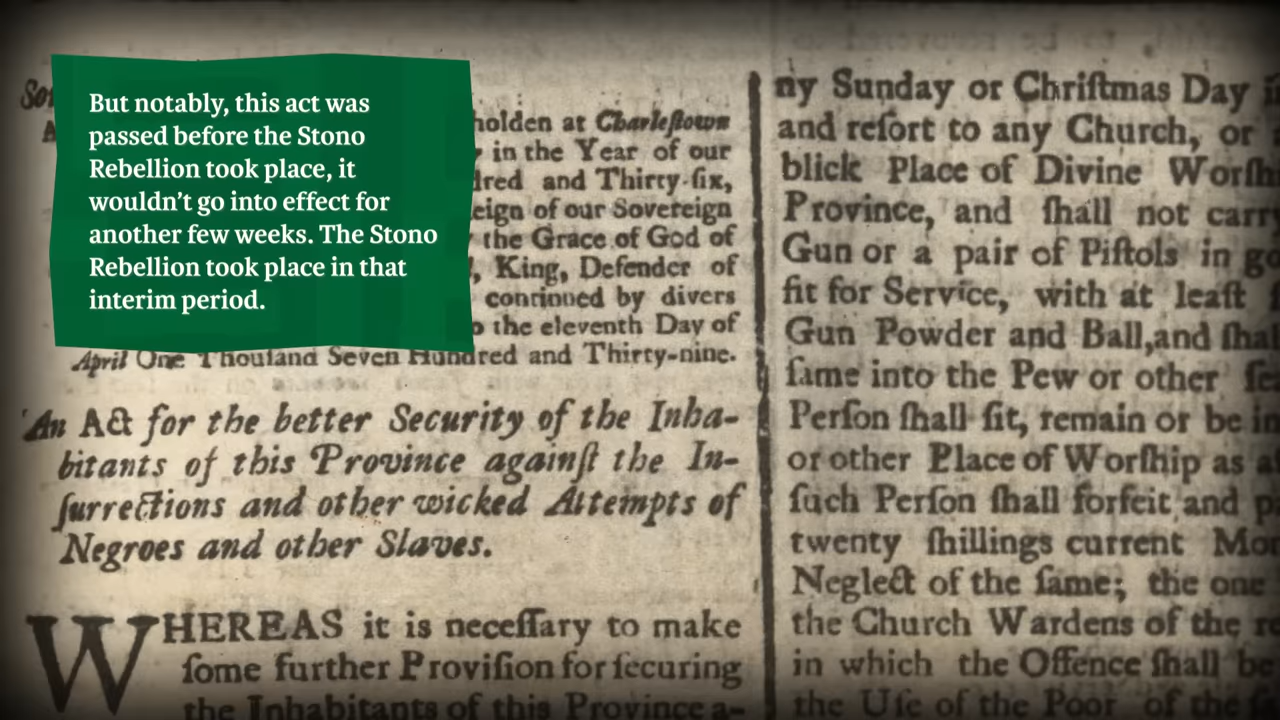 But notably, this act was
passed before the Stono
Rebellion took place, it
wouldn’t go into effect for
another few weeks. The Stono
Rebellion took place in that
interim period.
holden at Charleſtown
in the Year of our
and Thirty-ſix,
of our Sovereign
the Grace of God of
King, Defender of
continued by divers
the eleventh Day of
April One Thouſand Seven Hundred and Thirty-nine.
An Act for the better Security of the Inha-
bitants of this Province againſt the In-
ſurrections and other wicked Attempts of
Negroes and other Slaves.
WHEREAS it is neceſſary to make
ſome further Proviſion for ſecuring
the Inhabitants of this Province a-
ny Sunday or Chriſtmas Day
and reſort to any Church, or
blick Place of Divine
Province, and ſhall not
Gun or a pair of Piſtols in
fit for Service, with at leaſt
Gun Powder and Ball, and
ſame into the Pew or other
Perſon ſhall ſit, remain or be
or other Place of Worſhip as
ſuch Perſon ſhall forfeit and
twenty ſhillings current
Neglect of the ſame; the one
the Church Wardens of the
in which the Offence ſhall be
the Uſe of the Poor of the